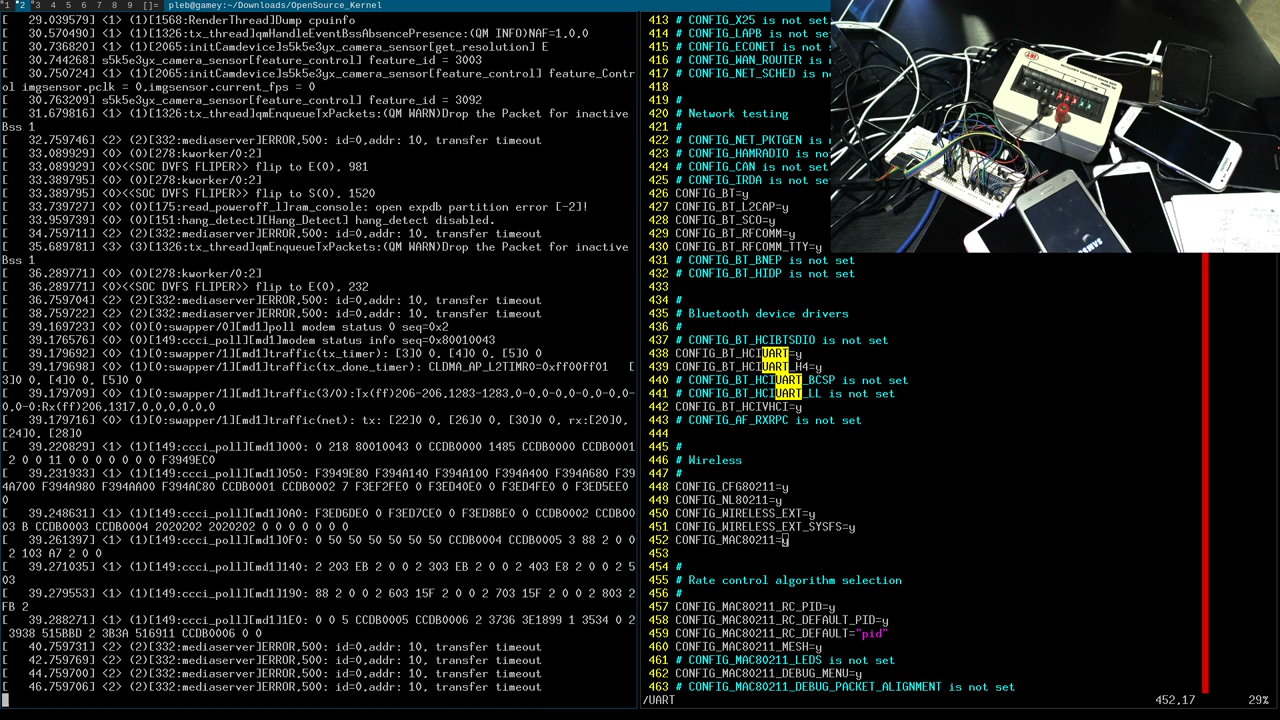 1 2 3 4 5 6 7 8 9 []= pleb@gamey:~/Downloads/OpenSource_Kernel
[   29.039579] <1> (1)[1568:RenderThread]Dump cpuinfo
[   30.570490] <1> (1)[1326:tx_thread]qmHandleEventBssAbsencePresence:(QM INFO)NAF=1,0,0
[   30.736820] <1> (1)[2065:initCamdevice]s5k5e3yx_camera_sensor[get_resolution] E
[   30.744268] s5k5e3yx_camera_sensor[feature_control] feature_id = 3003
[   30.750724] <1> (1)[2065:initCamdevice]s5k5e3yx_camera_sensor[feature_control] feature_Contr
ol imgsensor.pclk = 0,imgsensor.current_fps = 0
[   30.763209] s5k5e3yx_camera_sensor[feature_control] feature_id = 3092
[   31.679816] <1> (1)[1326:tx_thread]qmEnqueueTxPackets:(QM WARN)Drop the Packet for inactive
Bss 1
[   32.759746] <2> (2)[332:mediaserver]ERROR,500: id=0,addr: 10, transfer timeout
[   33.089929] <0> (0)[278:kworker/0:2]
[   33.089929] <0><<SOC DVFS FLIPER>> flip to E(0), 981
[   33.389795] <0> (0)[278:kworker/0:2]
[   33.389795] <0><<SOC DVFS FLIPER>> flip to S(0), 1520
[   33.739727] <0> (0)[175:read_poweroff_l]ram_console: open expdb partition error [-2]!
[   33.959739] <0> (0)[151:hang_detect][Hang_Detect] hang_detect disabled.
[   34.759711] <2> (2)[332:mediaserver]ERROR,500: id=0,addr: 10, transfer timeout
[   35.689781] <3> (3)[1326:tx_thread]qmEnqueueTxPackets:(QM WARN)Drop the Packet for inactive
Bss 1
[   36.289771] <0> (0)[278:kworker/0:2]
[   36.289771] <0><<SOC DVFS FLIPER>> flip to E(0), 232
[   36.759704] <2> (2)[332:mediaserver]ERROR,500: id=0,addr: 10, transfer timeout
[   38.759722] <2> (2)[332:mediaserver]ERROR,500: id=0,addr: 10, transfer timeout
[   39.169723] <0> (0)[0:swapper/0][md1]poll modem status 0 seq=0x2
[   39.176576] <0> (0)[149:ccci_poll][md1]modem status info seq=0x80010043
[   39.179692] <0> (1)[0:swapper/1][md1]traffic(tx_timer): [3]0 0, [4]0 0, [5]0 0
[   39.179698] <0> (1)[0:swapper/1][md1]traffic(tx_done_timer): CLDMA_AP_L2TIMR0=0xff00ff01   [
3]0 0, [4]0 0, [5]0 0
[   39.179709] <0> (1)[0:swapper/1][md1]traffic(3/0):Tx(ff)206-206,1283-1283,0-0,0-0,0-0,0-0,0-
0,0-0:Rx(ff)206,1317,0,0,0,0,0,0
[   39.179716] <0> (1)[0:swapper/1][md1]traffic(net): tx: [22]0 0, [26]0 0, [30]0 0, rx:[20]0,
[24]0, [28]0
[   39.220829] <1> (1)[149:ccci_poll][md1]000: 0 218 80010043 0 CCDB0000 1485 CCDB0000 CCDB0001
2 0 0 11 0 0 0 0 0 0 0 F3949EC0
[   39.231933] <1> (1)[149:ccci_poll][md1]050: F3949E80 F394A140 F394A100 F394A400 F394A680 F39
4A700 F394A980 F394AA00 F394AC80 CCDB0001 CCDB0002 7 F3EF2FE0 0 F3ED40E0 0 F3ED4FE0 0 F3ED5EE0
0
[   39.248631] <1> (1)[149:ccci_poll][md1]0A0: F3ED6DE0 0 F3ED7CE0 0 F3ED8BE0 0 CCDB0002 CCDB00
03 B CCDB0003 CCDB0004 2020202 2020202 0 0 0 0 0 0 0
[   39.261397] <1> (1)[149:ccci_poll][md1]0F0: 0 50 50 50 50 50 50 CCDB0004 CCDB0005 3 88 2 0 0
2 103 A7 2 0 0
[   39.271035] <1> (1)[149:ccci_poll][md1]140: 2 203 EB 2 0 0 2 303 EB 2 0 0 2 403 E8 2 0 0 2 5
03
[   39.279553] <1> (1)[149:ccci_poll][md1]190: 88 2 0 0 2 603 15F 2 0 0 2 703 15F 2 0 0 2 803 2
FB 2
[   39.288271] <1> (1)[149:ccci_poll][md1]1E0: 0 0 5 CCDB0005 CCDB0006 2 3736 3E1899 1 3534 0 2
3938 515BBD 2 3B3A 516911 CCDB0006 0 0
[   40.759731] <2> (2)[332:mediaserver]ERROR,500: id=0,addr: 10, transfer timeout
[   42.759769] <2> (2)[332:mediaserver]ERROR,500: id=0,addr: 10, transfer timeout
[   44.759700] <2> (2)[332:mediaserver]ERROR,500: id=0,addr: 10, transfer timeout
[   46.759706] <2> (2)[332:mediaserver]ERROR,500: id=0,addr: 10, transfer timeout
413 # CONFIG_X25 is not set
414 # CONFIG_LAPB is not set
415 # CONFIG_ECONET is not s
416 # CONFIG_WAN_ROUTER is n
417 # CONFIG_NET_SCHED is no
418
419 #
420 # Network testing
421 #
422 # CONFIG_NET_PKTGEN is n
423 # CONFIG_HAMRADIO is no
424 # CONFIG_CAN is not set
425 # CONFIG_IRDA is not set
426 CONFIG_BT=y
427 CONFIG_BT_L2CAP=y
428 CONFIG_BT_SCO=y
429 CONFIG_BT_RFCOMM=y
430 CONFIG_BT_RFCOMM_TTY=y
431 # CONFIG_BT_BNEP is not set
432 # CONFIG_BT_HIDP is not set
433
434 #
435 # Bluetooth device drivers
436 #
437 # CONFIG_BT_HCIBTSDIO is not set
438 CONFIG_BT_HCIUART=y
439 CONFIG_BT_HCIUART_H4=y
440 # CONFIG_BT_HCIUART_BCSP is not set
441 # CONFIG_BT_HCIUART_LL is not set
442 CONFIG_BT_HCIVHCI=y
443 # CONFIG_AF_RXRPC is not set
444
445 #
446 # Wireless
447 #
448 CONFIG_CFG80211=y
449 CONFIG_NL80211=y
450 CONFIG_WIRELESS_EXT=y
451 CONFIG_WIRELESS_EXT_SYSFS=y
452 CONFIG_MAC80211=y
453
454 #
455 # Rate control algorithm selection
456 #
457 CONFIG_MAC80211_RC_PID=y
458 CONFIG_MAC80211_RC_DEFAULT_PID=y
459 CONFIG_MAC80211_RC_DEFAULT="pid"
460 CONFIG_MAC80211_MESH=y
461 # CONFIG_MAC80211_LEDS is not set
462 CONFIG_MAC80211_DEBUG_MENU=y
463 # CONFIG_MAC80211_DEBUG_PACKET_ALIGNMENT is not set
/UART 452,17 29%
SAMSUNG